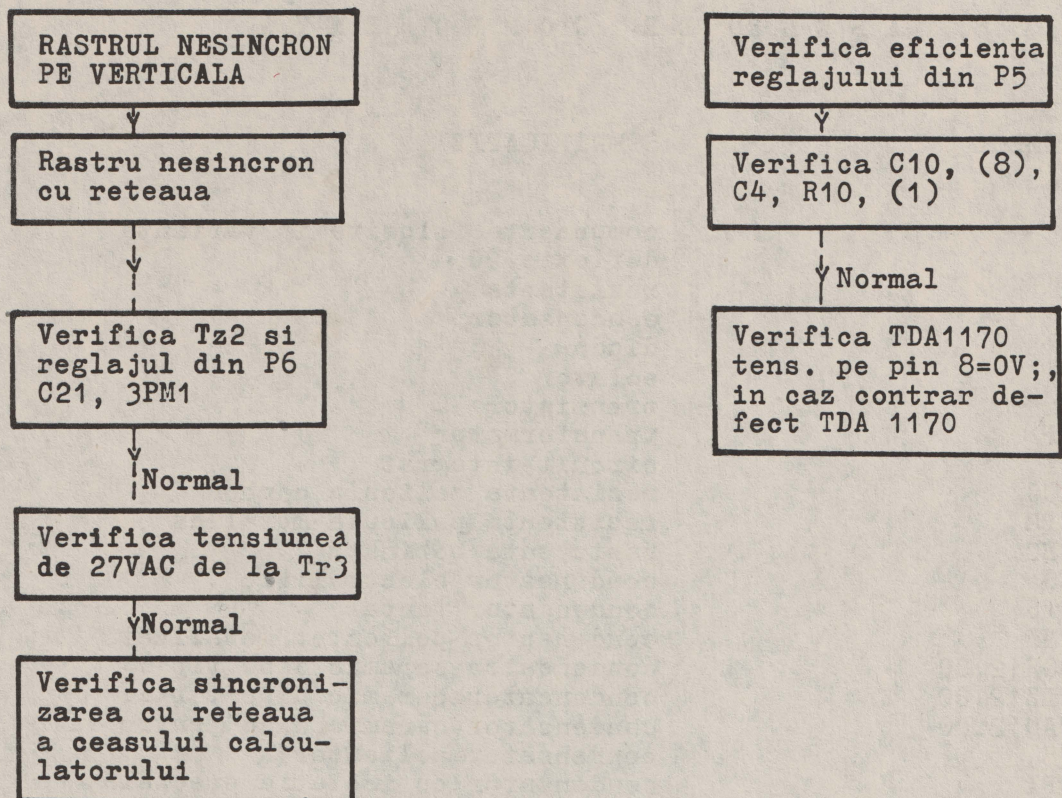 RASTRUL NESINCRON
PE VERTICALA
Rastru nesincron
cu reteaua
Verifica Tz2 si
reglajul din P6
C21, 3PM1
Normal
Verifica tensiunea
de 27VAC de la Tr3
Normal
Verifica sincroni-
zarea cu reteaua
a ceasului calcu-
latorului
Verifica eficienta
reglajului din P5
Verifica C10, (8),
C4, R10, (1)
Normal
Verifica TDA1170
tens. pe pin 8=0V;,
in caz contrar de-
fect TDA 1170